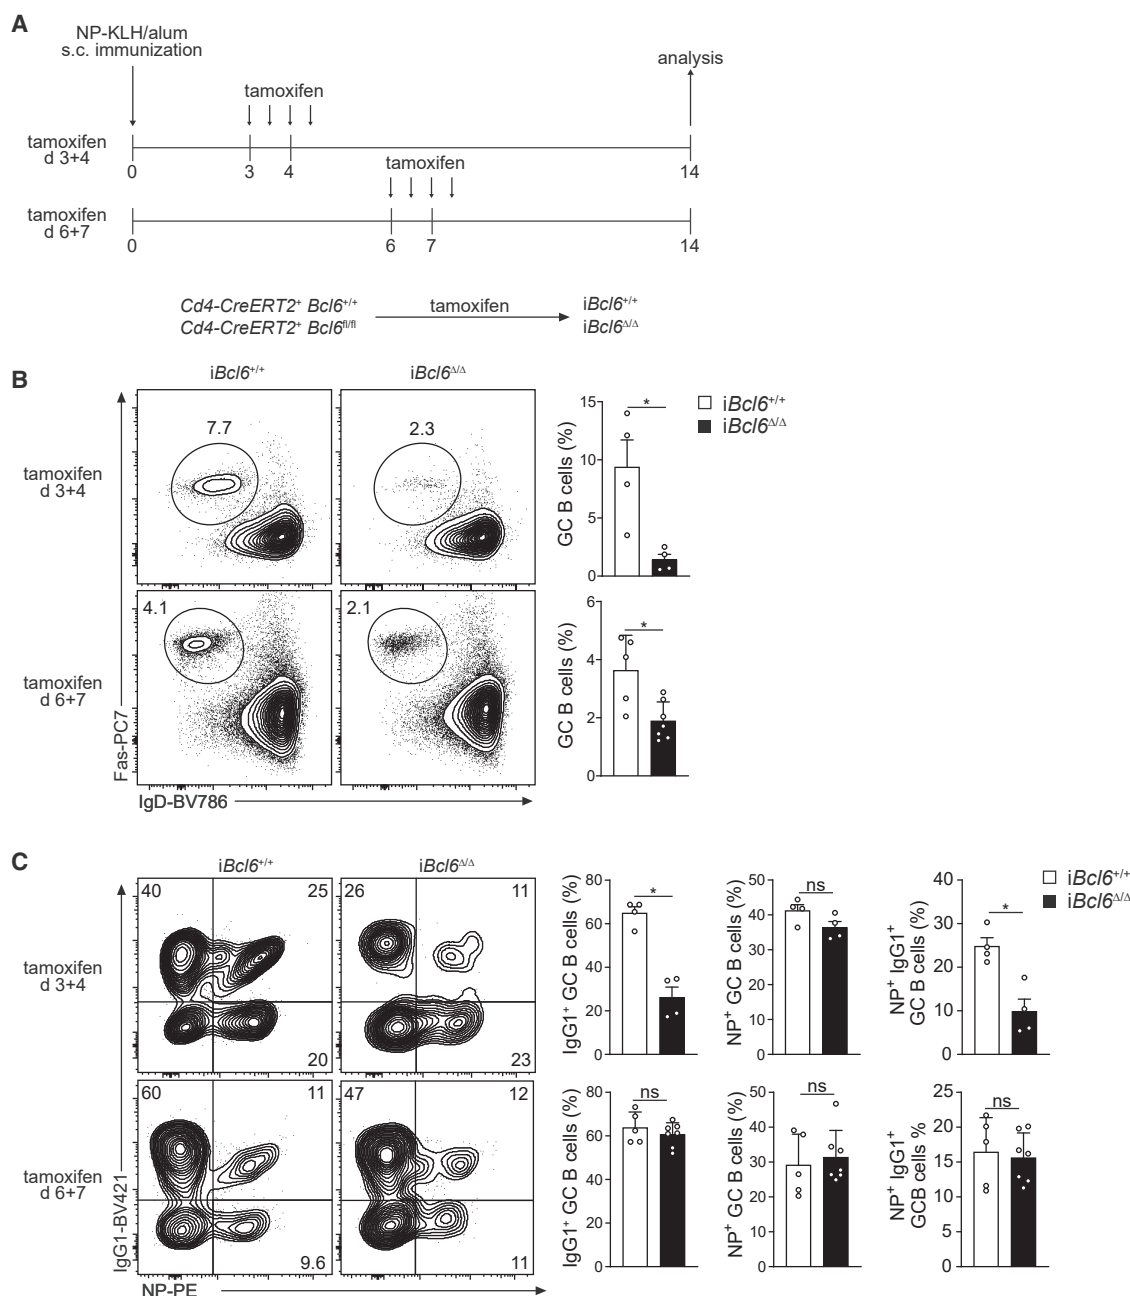 A
NP-KLH/alum
s.c. immunization
analysis
tamoxifen
tamoxifen
d 3+4
0
3
4
14
tamoxifen
tamoxifen
d 6+7
0
6
7
14
Cd4-CreERT2⁺ Bcl6⁺/⁺
Cd4-CreERT2⁺ Bcl6fl/fl
tamoxifen
iBcl6⁺/⁺
iBcl6Δ/Δ
B
iBcl6⁺/⁺
iBcl6Δ/Δ
tamoxifen
d 3+4
7.7
2.3
GC B cells (%)
15
10
5
0
*
iBcl6⁺/⁺
iBcl6Δ/Δ
tamoxifen
d 6+7
4.1
2.1
GC B cells (%)
6
4
2
0
*
Fas-PC7
IgD-BV786
C
iBcl6⁺/⁺
iBcl6Δ/Δ
tamoxifen
d 3+4
40
25
20
26
11
23
IgG1⁺ GC B cells (%)
80
60
40
20
0
*
NP⁺ GC B cells (%)
50
40
30
20
10
0
ns
NP⁺ IgG1⁺
GC B cells (%)
40
30
20
10
0
*
iBcl6⁺/⁺
iBcl6Δ/Δ
tamoxifen
d 6+7
60
11
9.6
47
12
11
IgG1⁺ GC B cells (%)
80
60
40
20
0
ns
NP⁺ GC B cells (%)
50
40
30
20
10
0
ns
NP⁺ IgG1⁺
GCB cells %
25
20
15
10
5
0
ns
IgG1-BV421
NP-PE